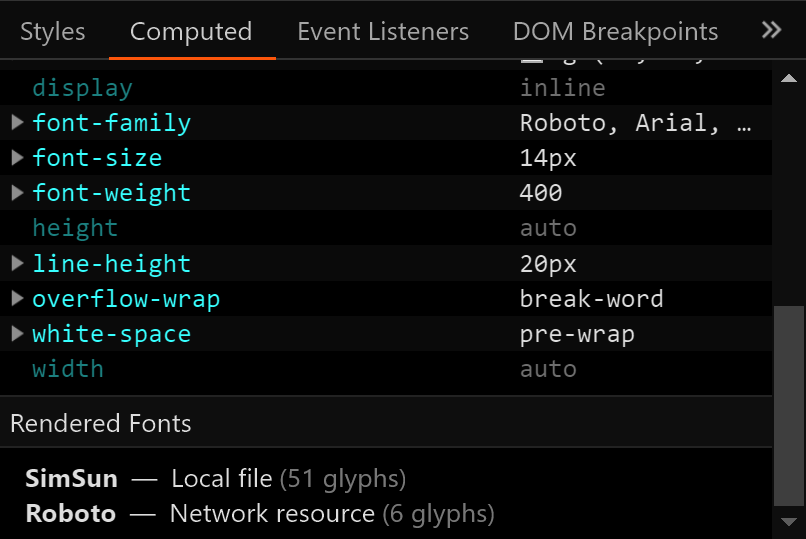 Styles Computed Event Listeners DOM Breakpoints »
display inline
font-family Roboto, Arial, …
font-size 14px
font-weight 400
height auto
line-height 20px
overflow-wrap break-word
white-space pre-wrap
width auto
Rendered Fonts
SimSun — Local file (51 glyphs)
Roboto — Network resource (6 glyphs)